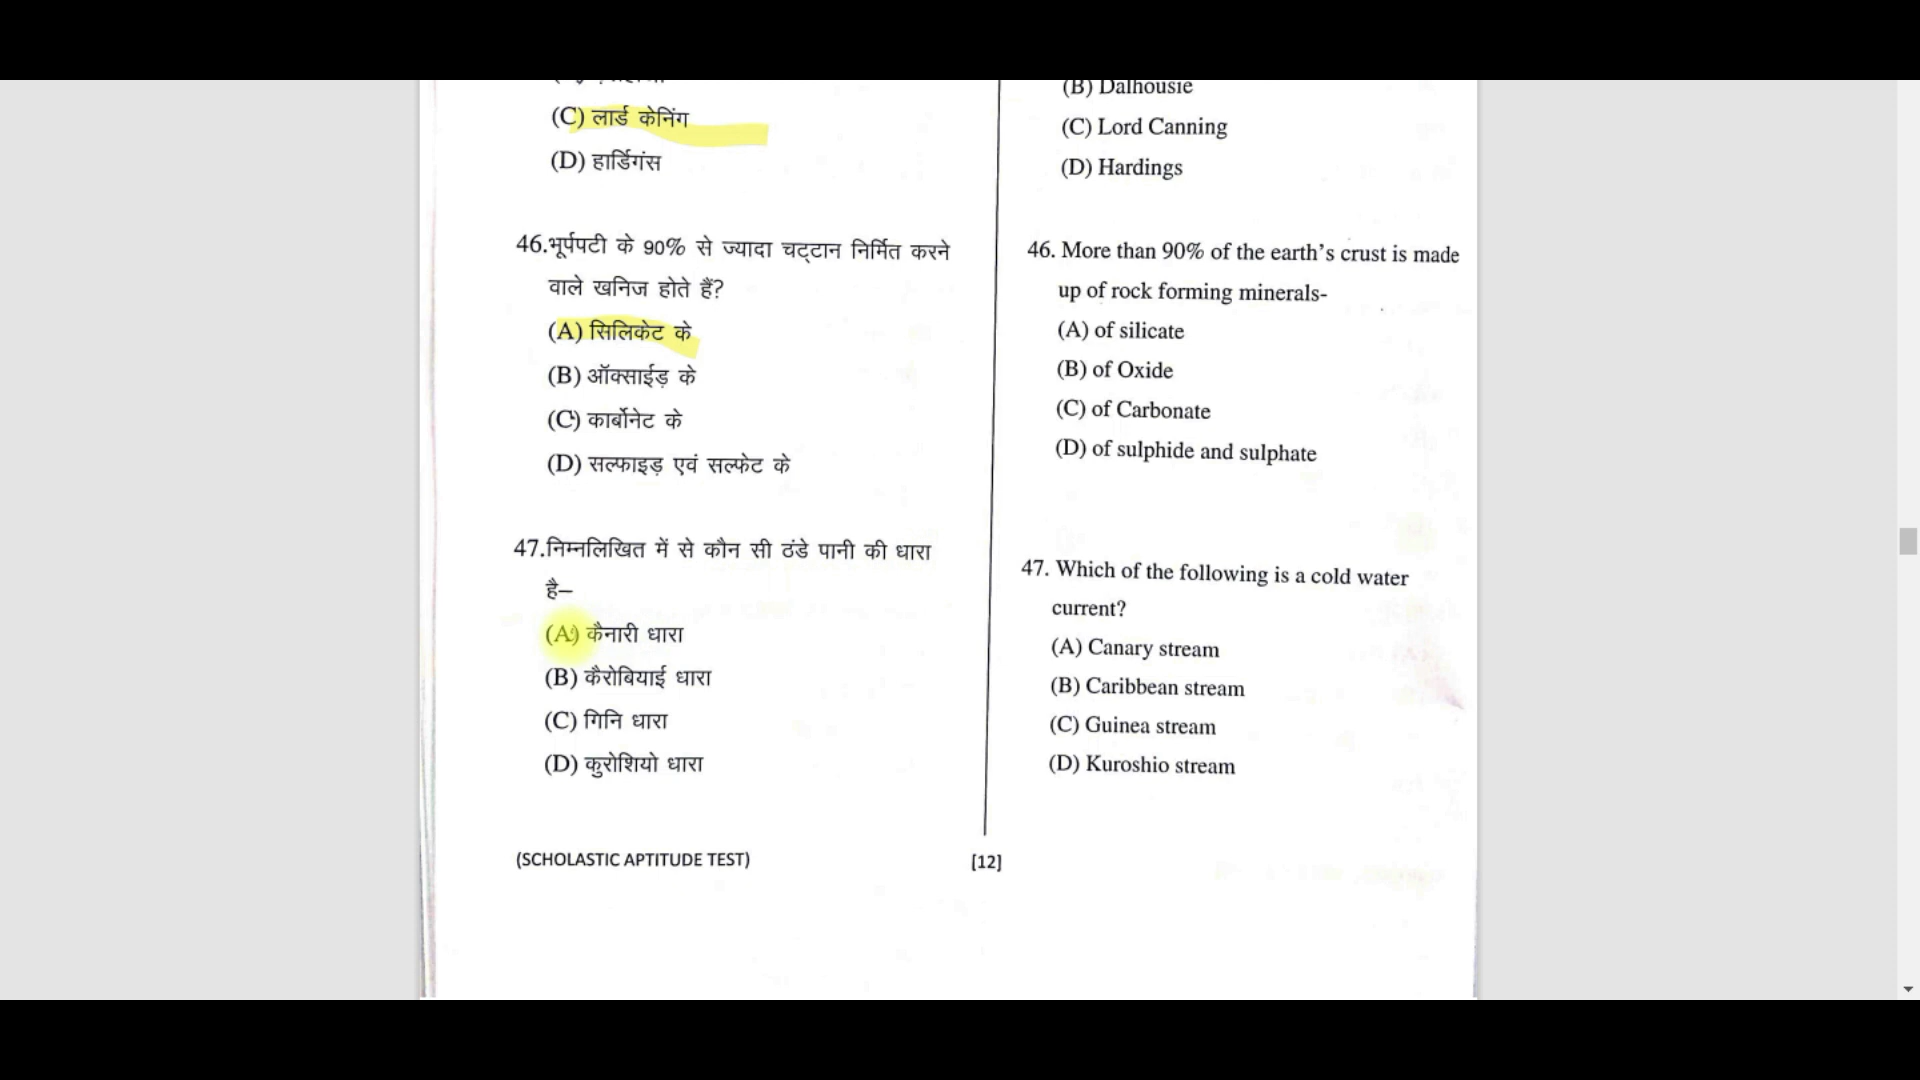 (C) लार्ड केनिंग
(D) हार्डिगंस
46.भूर्पपटी के 90% से ज्यादा चट्टान निर्मित करने
वाले खनिज होते हैं?
(A) सिलिकेट के
(B) ऑक्साईड़ के
(C) कार्बोनेट के
(D) सल्फाइड़ एवं सल्फेट के
47.निम्नलिखित में से कौन सी ठंडे पानी की धारा
है–
(A) कैनारी धारा
(B) कैरोबियाई धारा
(C) गिनि धारा
(D) कुरोशियो धारा
(B) Dalhousie
(C) Lord Canning
(D) Hardings
46. More than 90% of the earth's crust is made
up of rock forming minerals-
(A) of silicate
(B) of Oxide
(C) of Carbonate
(D) of sulphide and sulphate
47. Which of the following is a cold water
current?
(A) Canary stream
(B) Caribbean stream
(C) Guinea stream
(D) Kuroshio stream
(SCHOLASTIC APTITUDE TEST)
[12]